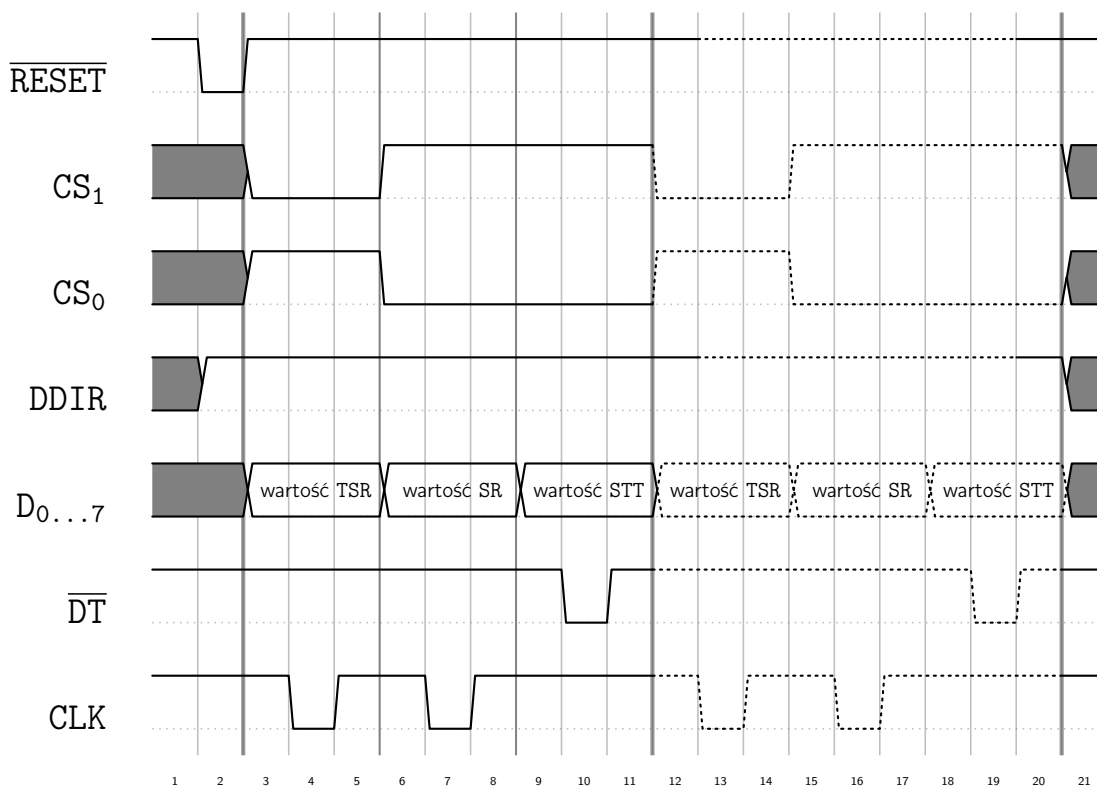 RESET
CS1
CS0
DDIR
D0...7 wartość TSR wartość SR wartość STT wartość TSR wartość SR wartość STT
DT
CLK
1 2 3 4 5 6 7 8 9 10 11 12 13 14 15 16 17 18 19 20 21